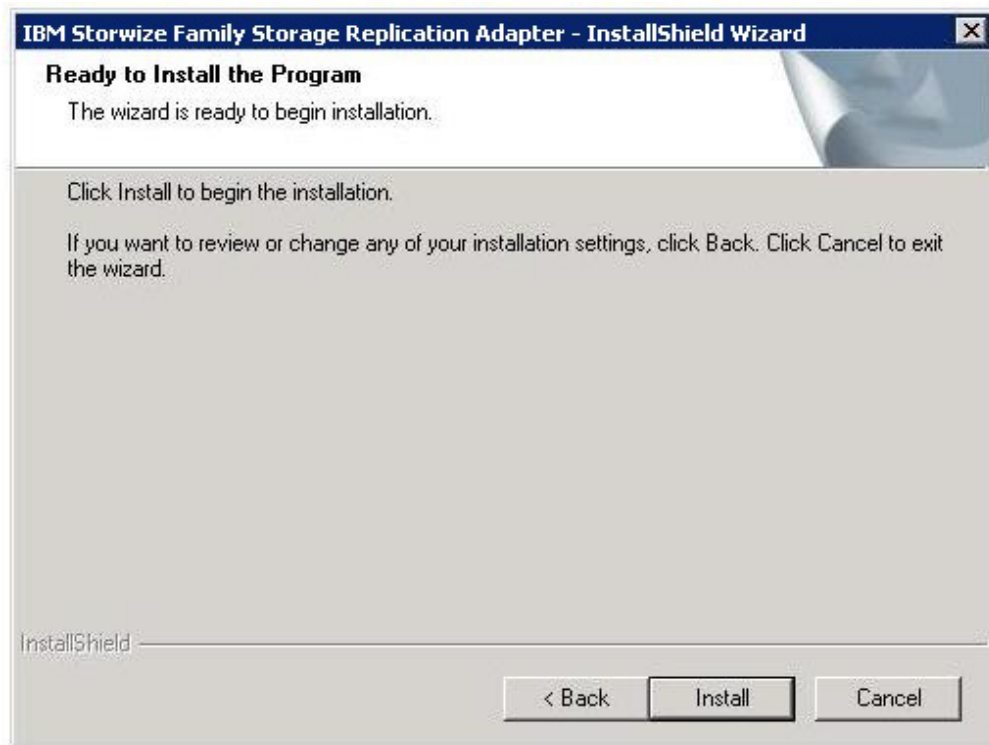 IBM Storwize Family Storage Replication Adapter - InstallShield Wizard
Ready to Install the Program
The wizard is ready to begin installation.
Click Install to begin the installation.
If you want to review or change any of your installation settings, click Back. Click Cancel to exit
the wizard.
InstallShield
< Back
Install
Cancel